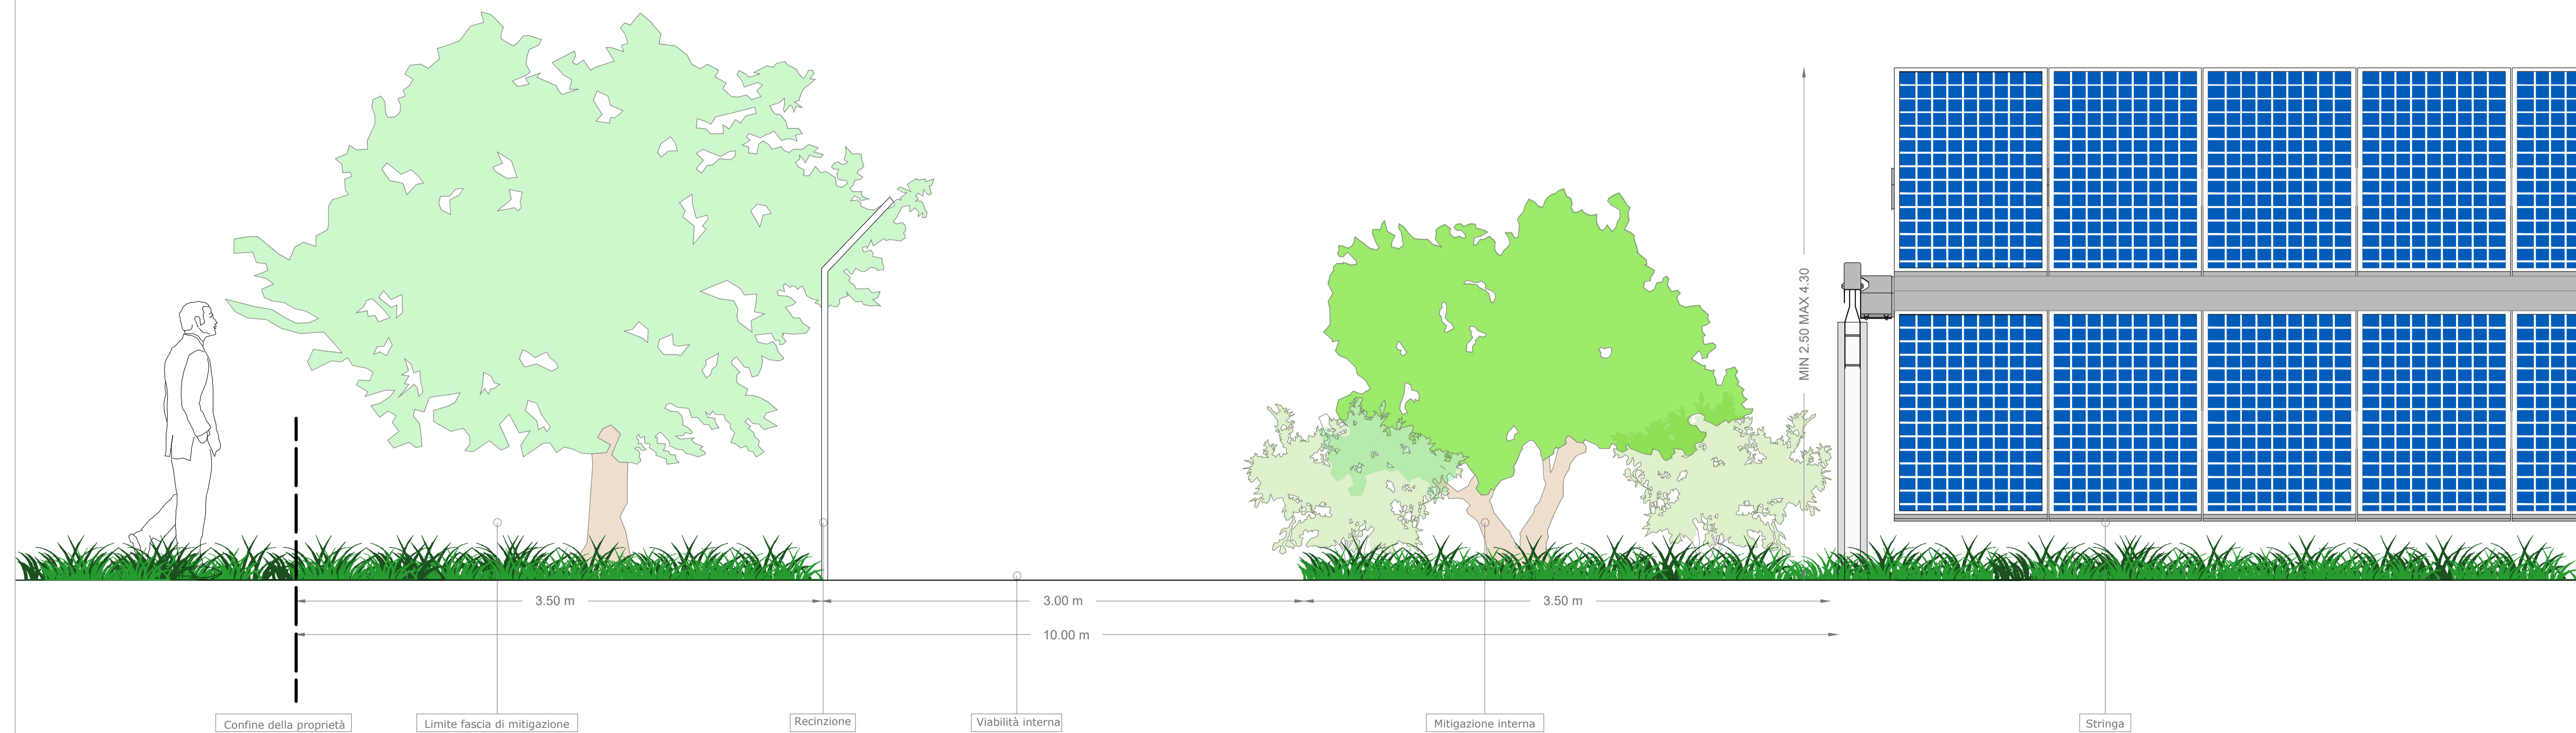 MIN 2.50 MAX 4.30
3.50 m
3.00 m
3.50 m
10.00 m
Confine della proprietà
Limite fascia di mitigazione
Recinzione
Viabilità interna
Mitigazione interna
Stringa